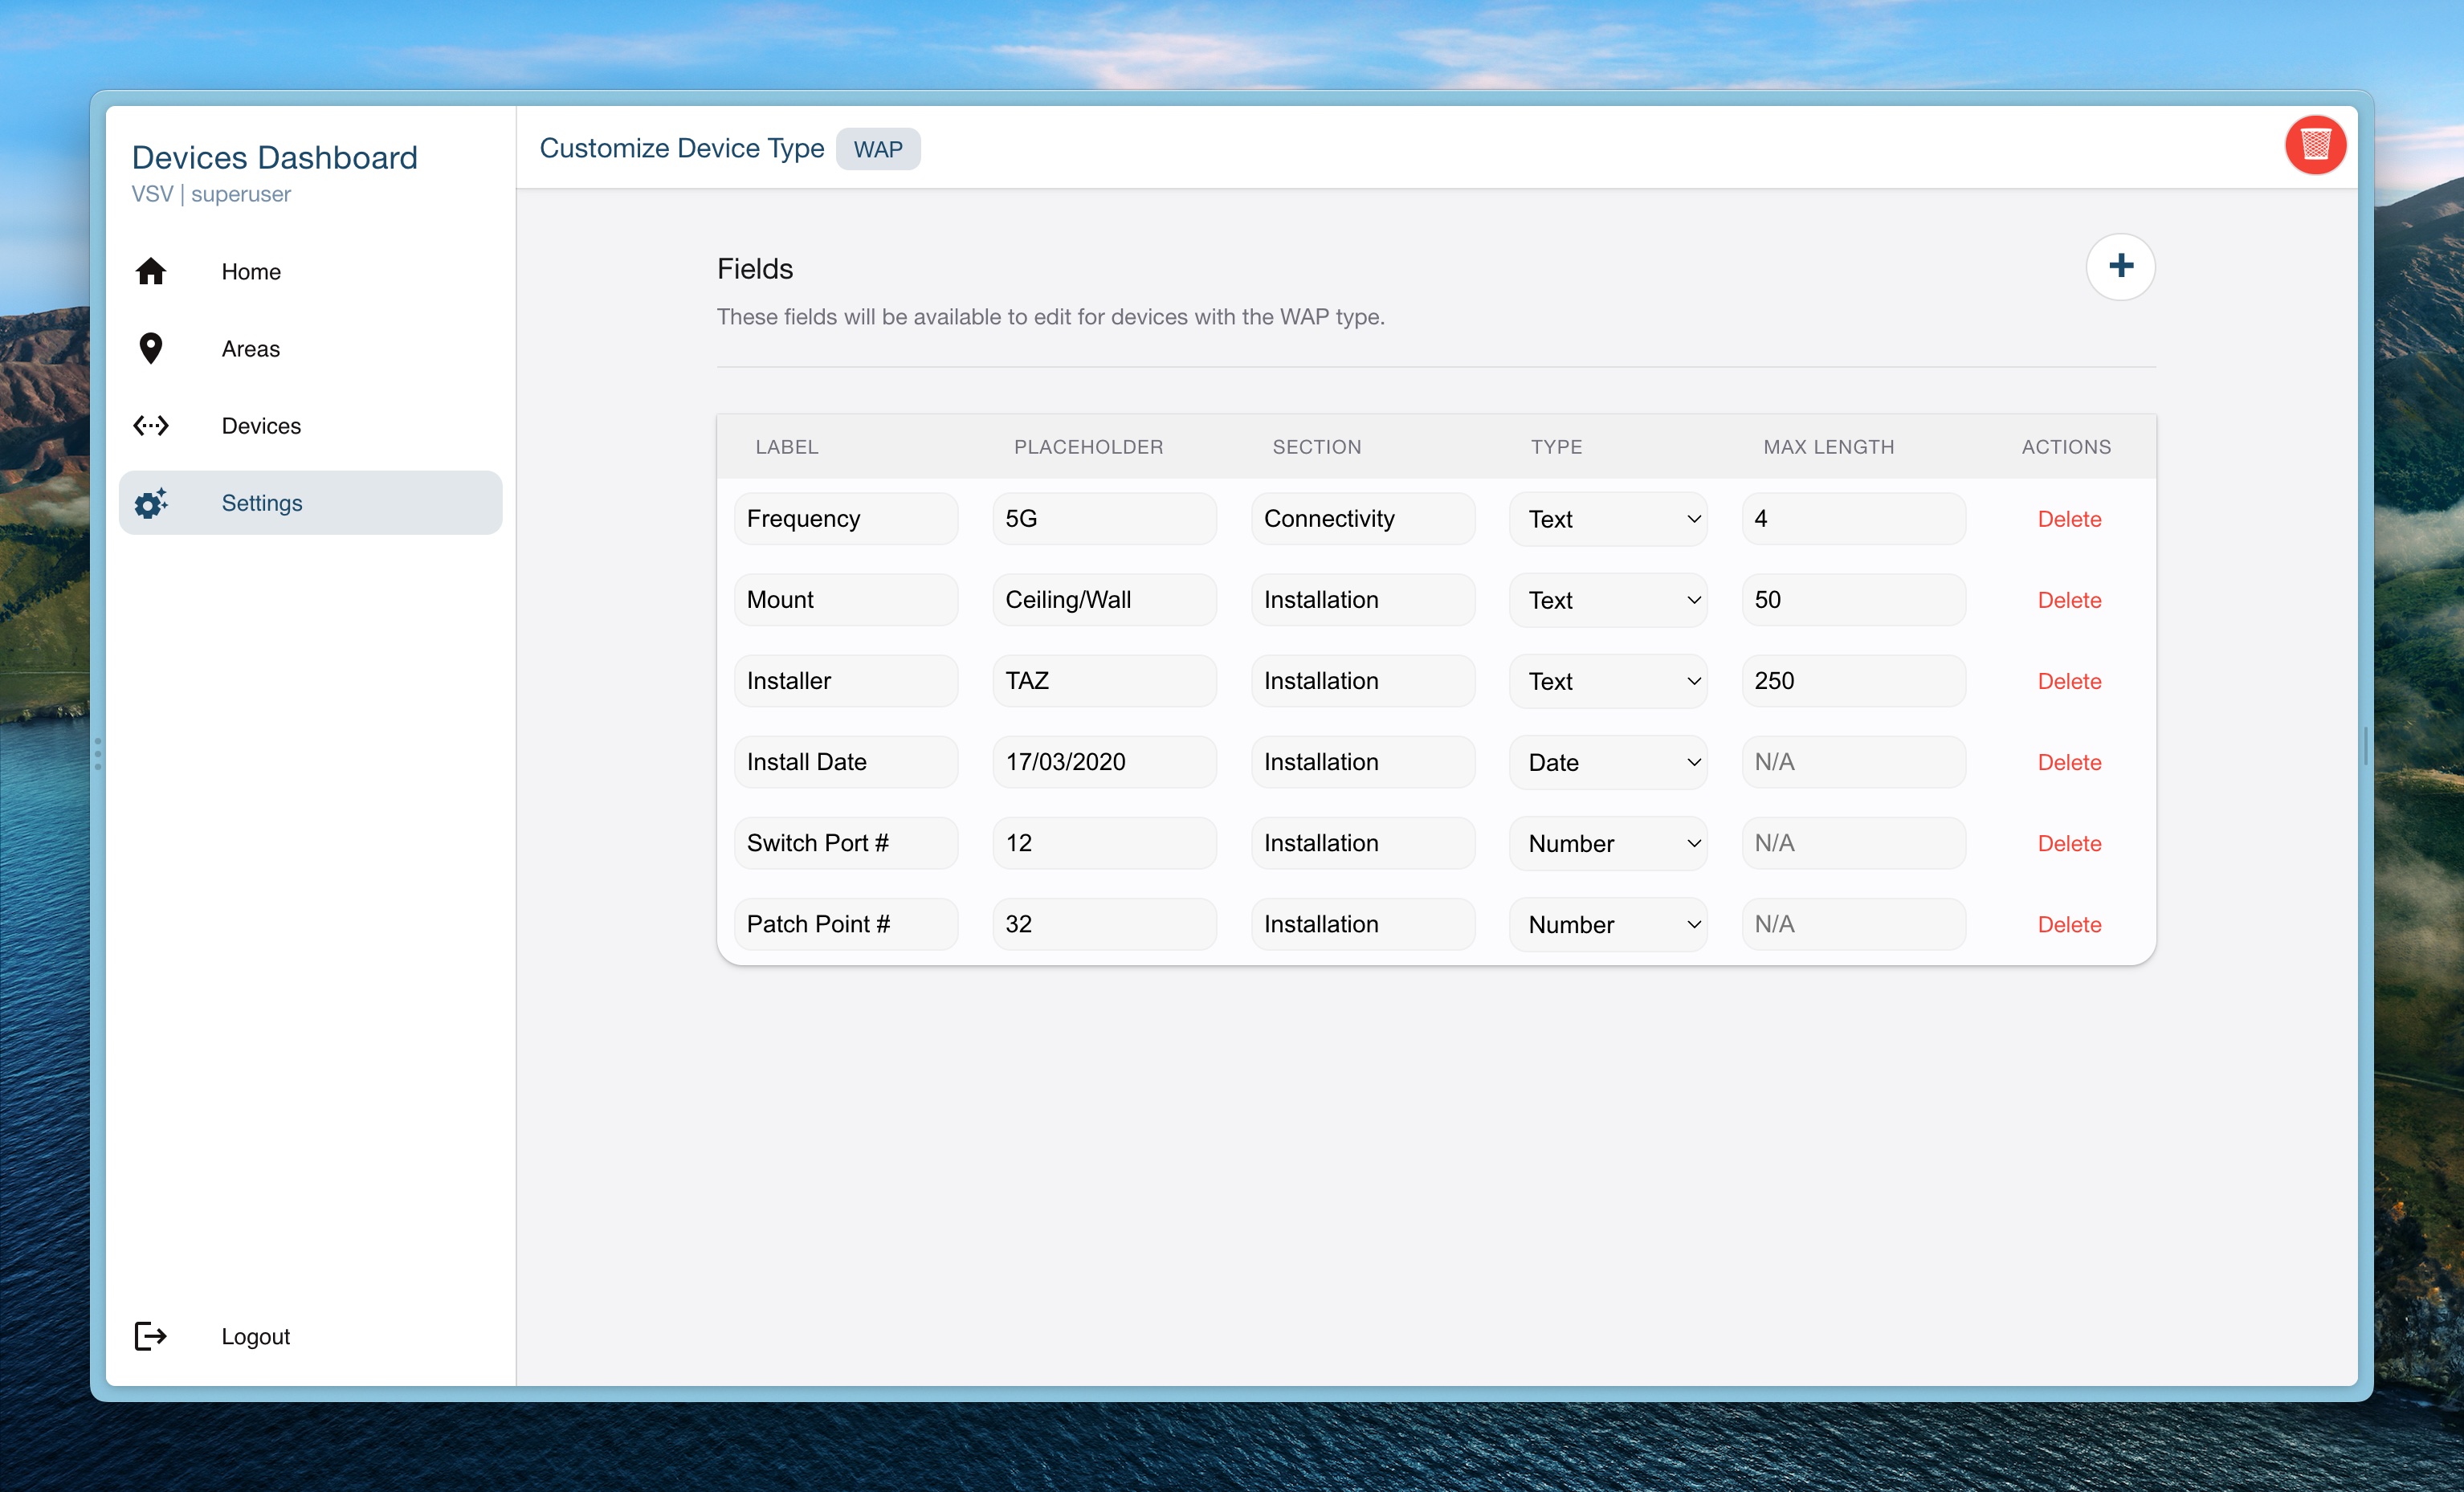 Devices Dashboard
VSV | superuser
Home
Areas
Devices
Settings
Logout
Customize Device Type WAP
Fields
These fields will be available to edit for devices with the WAP type.
LABEL PLACEHOLDER SECTION TYPE MAX LENGTH ACTIONS
Frequency 5G Connectivity Text 4 Delete
Mount Ceiling/Wall Installation Text 50 Delete
Installer TAZ Installation Text 250 Delete
Install Date 17/03/2020 Installation Date N/A Delete
Switch Port # 12 Installation Number N/A Delete
Patch Point # 32 Installation Number N/A Delete